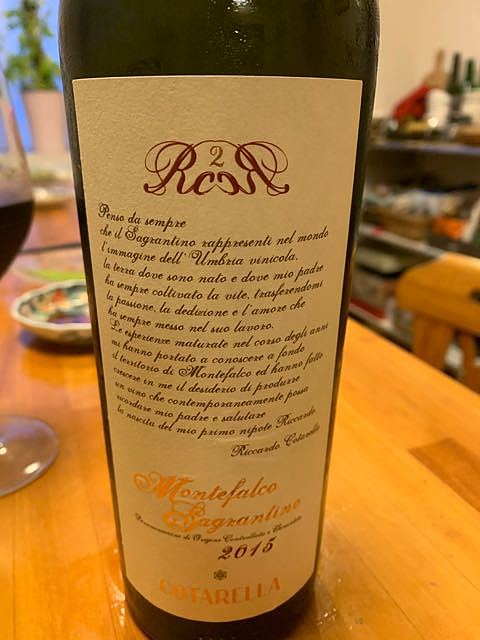 2
RCCR
Penso da sempre
che il Sagrantino rappresenti nel mondo
l'immagine dell'Umbria vinicola,
la terra dove sono nato e dove mio padre
ha sempre coltivato la vite, trasferendomi
la passione, la dedizione e l'amore che
ha sempre messo nel suo lavoro.
Le esperienze maturate nel corso degli anni
mi hanno portato a conoscere a fondo
il territorio di Montefalco ed hanno fatto
crescere in me il desiderio di produrre
un vino che contemporaneamente possa
ricordare mio padre e salutare
la nascita del mio primo nipote Riccardo.
Riccardo Cotarella
Montefalco
Sagrantino
Denominazione di Origine Controllata e Garantita
2015
COTARELLA